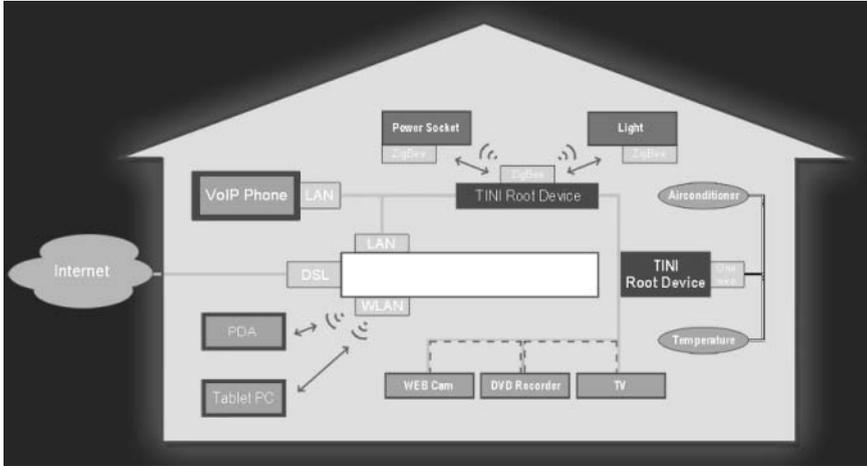 Power Socket
Light
ZigBee
ZigBee
ZigBee
VoIP Phone
LAN
TINI Root Device
Airconditioner
LAN
Internet
DSL
TINI
Root Device
One
WLAN
PDA
Temperature
WEB Cam
DVD Recorder
TV
Tablet PC